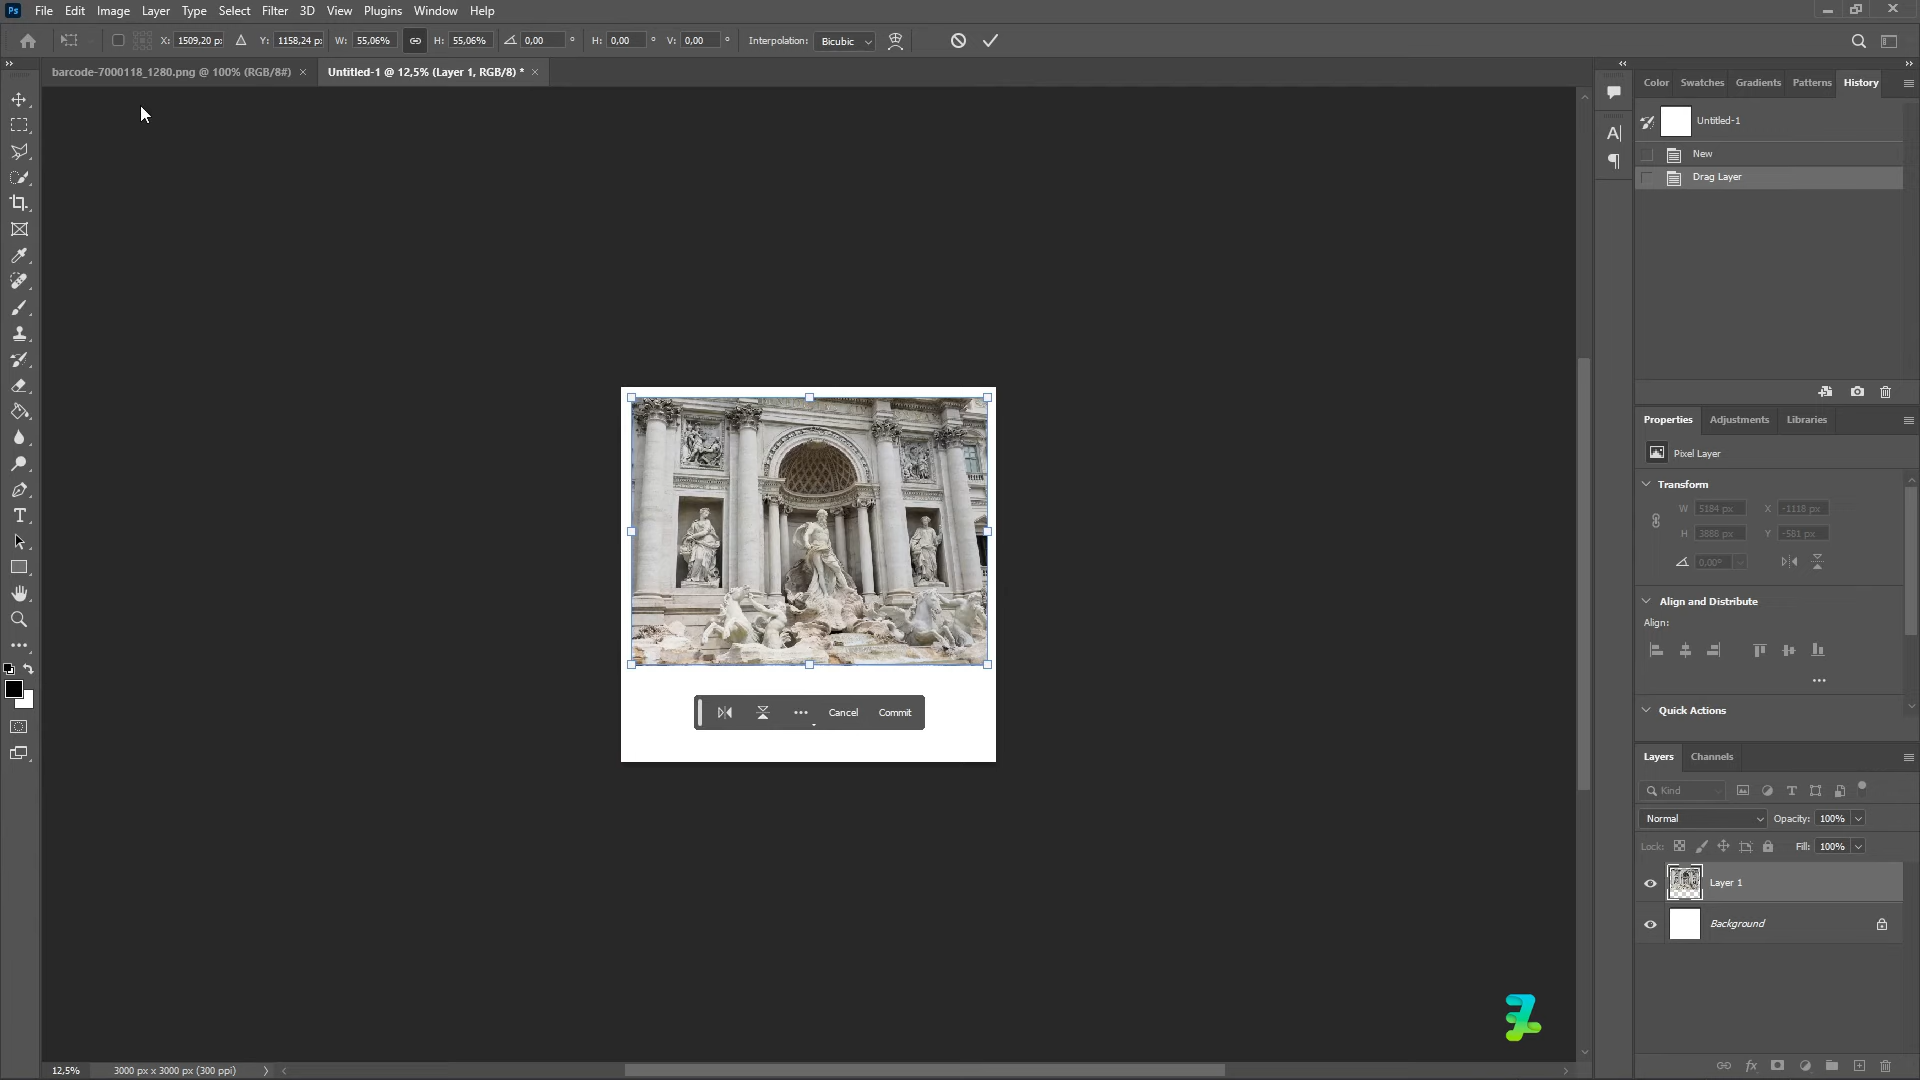 Ps File Edit Image Layer Type Select Filter 3D View Plugins Window Help
X: 1509,20 px Y: 1158,24 px W: 55,06% H: 55,06% 0,00 ° H: 0,00 ° V: 0,00 ° Interpolation: Bicubic
barcode-7000118_1280.png @ 100% (RGB/8#) × Untitled-1 @ 12,5% (Layer 1, RGB/8) * ×
Color Swatches Gradients Patterns History
Untitled-1
New
Drag Layer
Properties Adjustments Libraries
Pixel Layer
Transform
W 5184 px X -1118 px
H 3888 px Y -581 px
0,00°
Align and Distribute
Align:
Quick Actions
Cancel Commit
Layers Channels
Kind
Normal Opacity: 100%
Lock: Fill: 100%
Layer 1
Background
12,5% 3000 px x 3000 px (300 ppi)